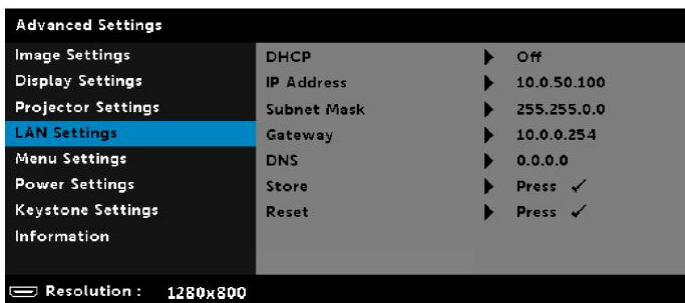 Advanced Settings
Image Settings
Display Settings
Projector Settings
LAN Settings
Menu Settings
Power Settings
Keystone Settings
Information
DHCP Off
IP Address 10.0.50.100
Subnet Mask 255.255.0.0
Gateway 10.0.0.254
DNS 0.0.0.0
Store Press ✓
Reset Press ✓
Resolution : 1280x800